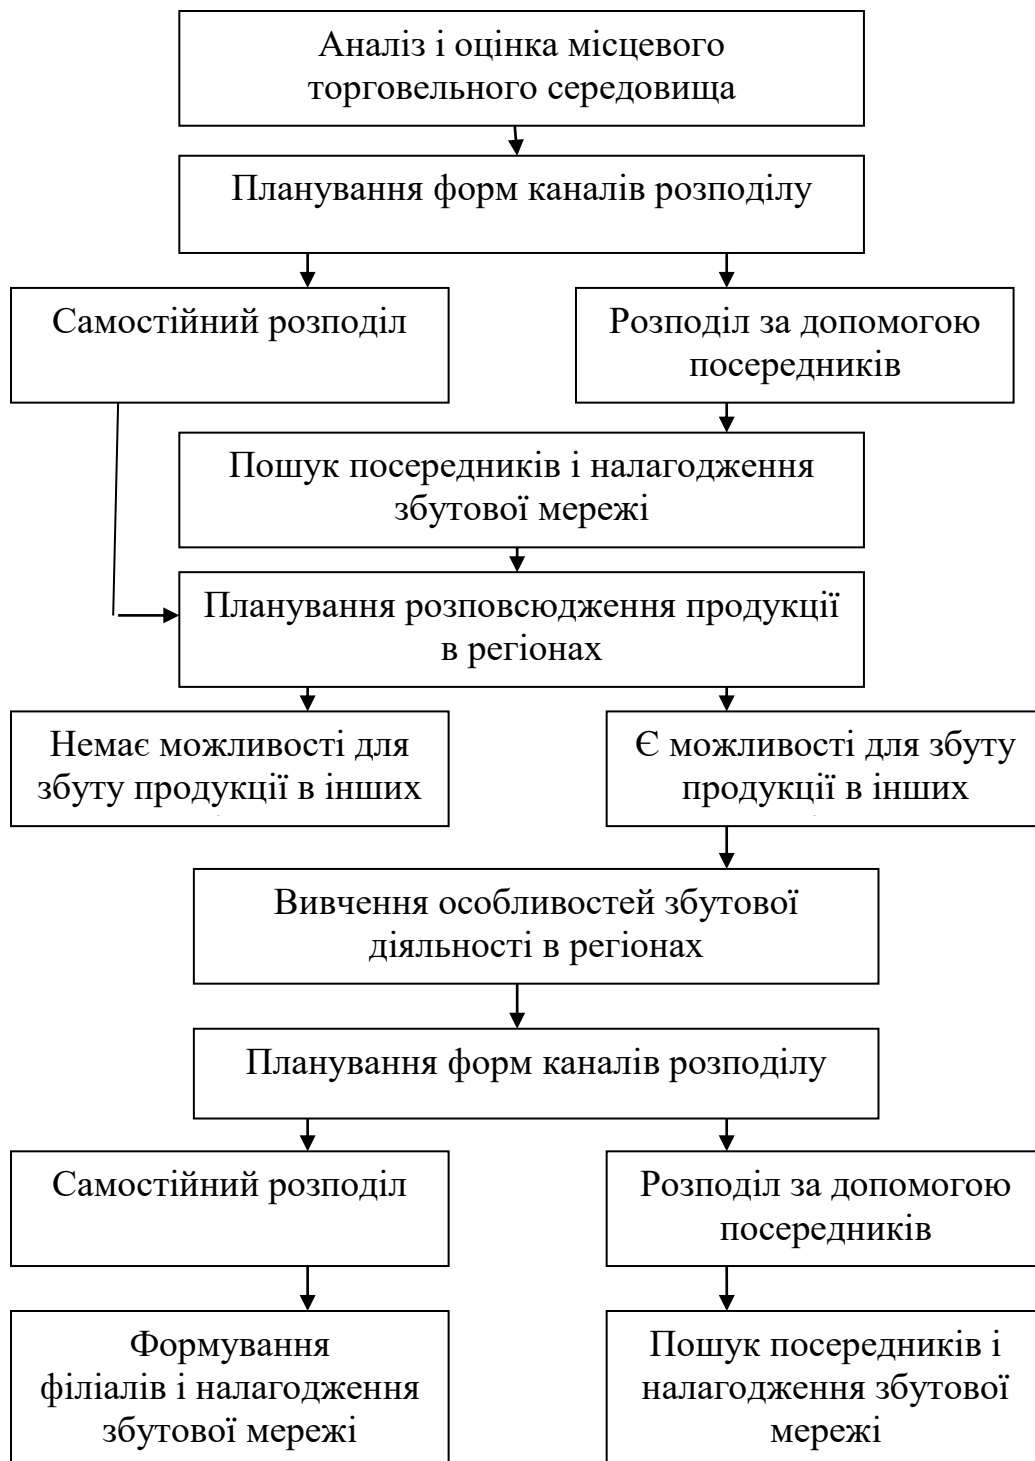 Аналіз і оцінка місцевого
торговельного середовища
Планування форм каналів розподілу
Самостійний розподіл
Розподіл за допомогою
посередників
Пошук посередників і налагодження
збутової мережі
Планування розповсюдження продукції
в регіонах
Немає можливості для
збуту продукції в інших
Є можливості для збуту
продукції в інших
Вивчення особливостей збутової
діяльності в регіонах
Планування форм каналів розподілу
Самостійний розподіл
Розподіл за допомогою
посередників
Формування
філіалів і налагодження
збутової мережі
Пошук посередників і
налагодження збутової
мережі